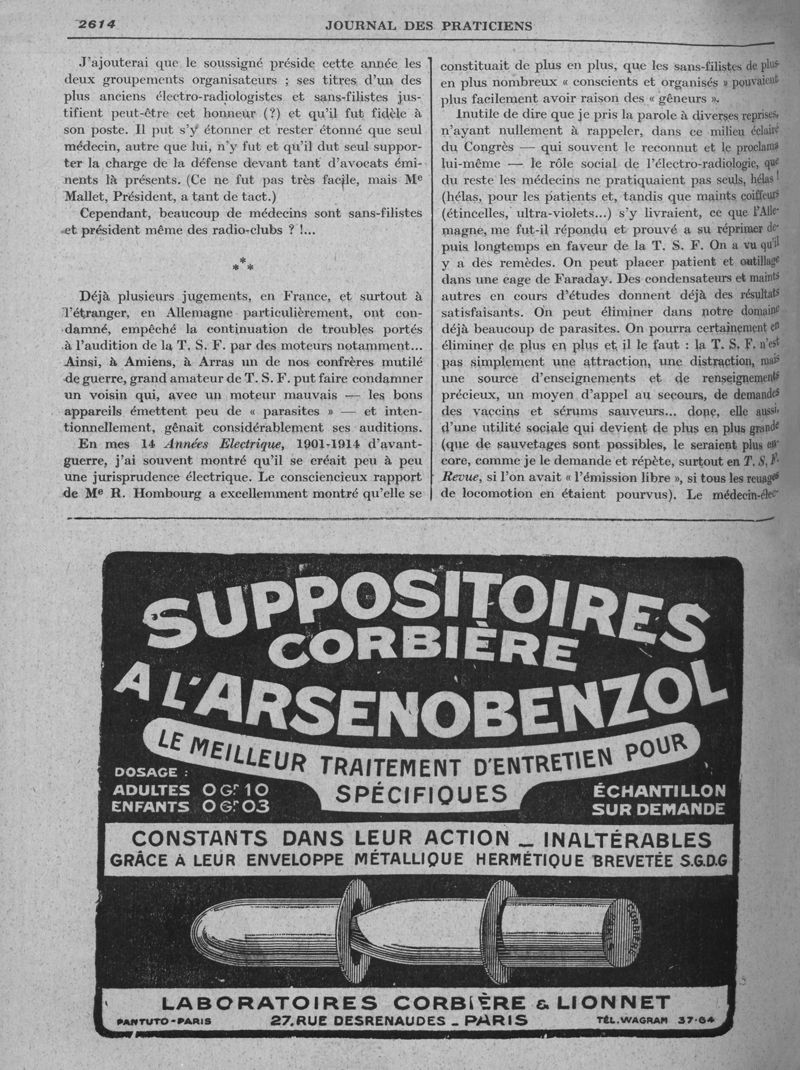 2614
JOURNAL DES PRATICIENS
J'ajouterai que le soussigné préside cette année les
deux groupements organisateurs ; ses titres d'un des
plus anciens électro-radiologistes et sans-filistes jus-
tifient peut-être cet honneur (?) et qu'il fut fidèle à
son poste. Il put s'y étonner et rester étonné que seul
médecin, autre que lui, n'y fut et qu'il dut seul suppor-
ter la charge de la défense devant tant d'avocats émi-
nents là présents. (Ce ne fut pas très facile, mais Me
Mallet, Président, a tant de tact.)
Cependant, beaucoup de médecins sont sans-filistes
et président même des radio-clubs ? !...
* * *
Déjà plusieurs jugements, en France, et surtout à
l'étranger, en Allemagne particulièrement, ont con-
damné, empêché la continuation de troubles portés
à l'audition de la T. S. F. par des moteurs notamment...
Ainsi, à Amiens, à Arras un de nos confrères mutilé
de guerre, grand amateur de T. S. F. put faire condamner
un voisin qui, avec un moteur mauvais — les bons
appareils émettent peu de « parasites » — et inten-
tionnellement, gênait considérablement ses auditions.
En mes 14 Années Electrique, 1901-1914 d'avant-
guerre, j'ai souvent montré qu'il se créait peu à peu
une jurisprudence électrique. Le consciencieux rapport
de Me R. Hombourg a excellemment montré qu'elle se
constituait de plus en plus, que les sans-filistes de plus
en plus nombreux « conscients et organisés » pouvaient
plus facilement avoir raison des « gêneurs ».
Inutile de dire que je pris la parole à diverses reprises,
n'ayant nullement à rappeler, dans ce milieu éclairé
du Congrès — qui souvent le reconnut et le proclama
lui-même — le rôle social de l'électro-radiologie, que
du reste les médecins ne pratiquaient pas seuls, hélas !
(hélas, pour les patients et, tandis que maints coiffeurs
(étincelles, ultra-violets...) s'y livraient, ce que l'Alle-
magne, me fut-il répondu et prouvé a su réprimer de-
puis longtemps en faveur de la T. S. F. On a vu qu'il
y a des remèdes. On peut placer patient et outillage
dans une cage de Faraday. Des condensateurs et maints
autres en cours d'études donnent déjà des résultats
satisfaisants. On peut éliminer dans notre domaine
déjà beaucoup de parasites. On pourra certainement en
éliminer de plus en plus et il le faut : la T. S. F. n'est
pas simplement une attraction, une distraction, mais
une source d'enseignements et de renseignements
précieux, un moyen d'appel au secours, de demandes
des vaccins et sérums sauveurs... donc, elle aussi,
d'une utilité sociale qui devient de plus en plus grande
(que de sauvetages sont possibles, le seraient plus en-
core, comme je le demande et répète, surtout en T. S. F.
Revue, si l'on avait « l'émission libre », si tous les rouages
de locomotion en étaient pourvus). Le médecin-élec-
SUPPOSITOIRES
CORBIÈRE
A L'ARSENOBENZOL
LE MEILLEUR TRAITEMENT D'ENTRETIEN POUR
SPÉCIFIQUES
DOSAGE :
ADULTES 0 Gr 10
ENFANTS 0 Gr 03
ÉCHANTILLON
SUR DEMANDE
CONSTANTS DANS LEUR ACTION _ INALTÉRABLES
GRÂCE A LEUR ENVELOPPE MÉTALLIQUE HERMÉTIQUE BREVETÉE S.G.D.G
CORBIÈRE
PARIS
LABORATOIRES CORBIÈRE & LIONNET
PANTUTO-PARIS
27, RUE DESRENAUDES _ PARIS
TÉL. WAGRAM 37-64